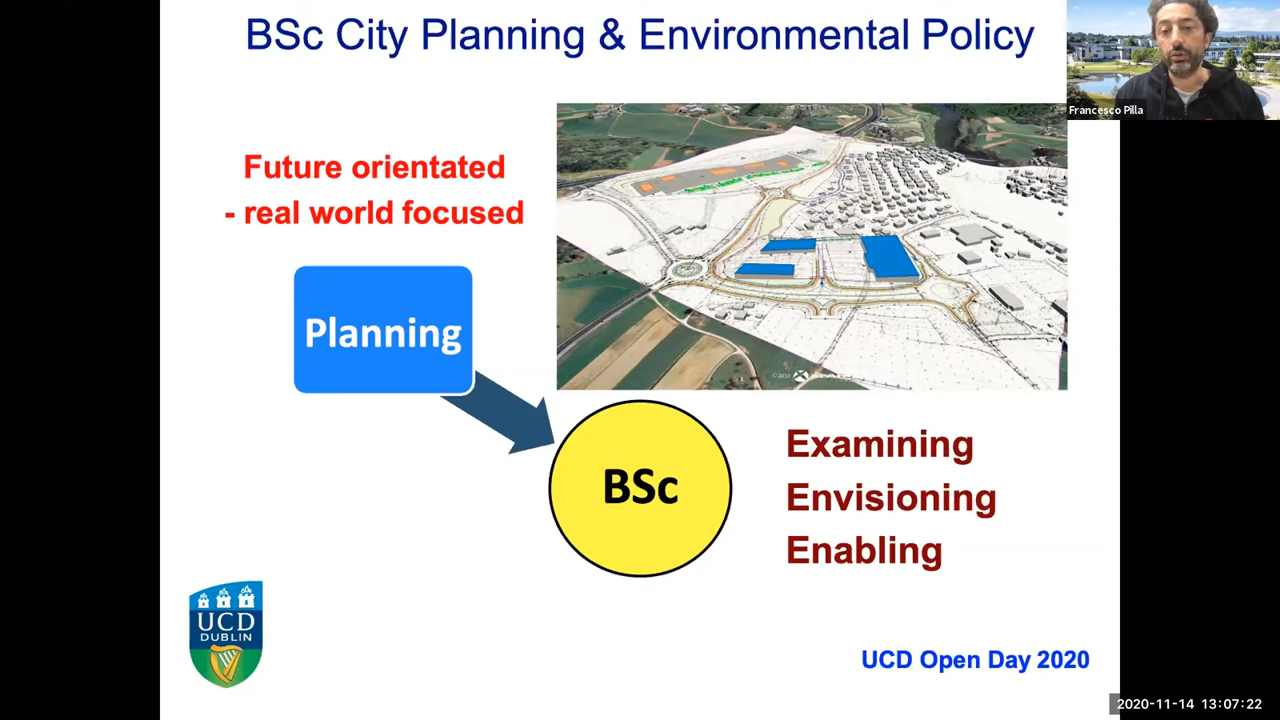 BSc City Planning & Environmental Policy
Francesco Pilla
Future orientated
- real world focused
Planning
BSc
Examining
Envisioning
Enabling
UCD
DUBLIN
UCD Open Day 2020
2020-11-14 13:07:22